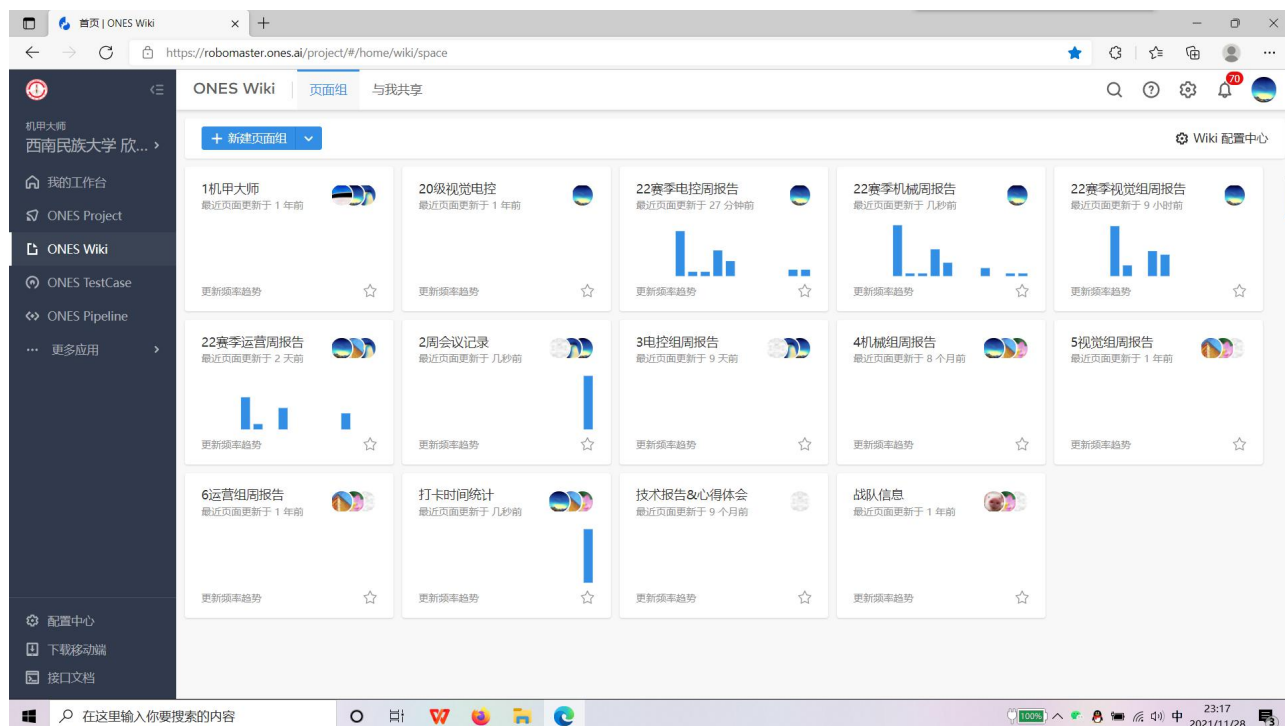 首页 | ONES Wiki
https://robomaster.ones.ai/project/#/home/wiki/space
机甲大师
西南民族大学 欣...
我的工作台
ONES Project
ONES Wiki
ONES TestCase
ONES Pipeline
更多应用
配置中心
下载移动端
接口文档
ONES Wiki 页面组 与我共享
70
+ 新建页面组
Wiki 配置中心
1机甲大师
最近页面更新于 1 年前
更新频率趋势
20级视觉电控
最近页面更新于 1 年前
更新频率趋势
22赛季电控周报告
最近页面更新于 27 分钟前
更新频率趋势
22赛季机械周报告
最近页面更新于 几秒前
更新频率趋势
22赛季视觉组周报告
最近页面更新于 9 小时前
更新频率趋势
22赛季运营周报告
最近页面更新于 2 天前
更新频率趋势
2周会议记录
最近页面更新于 几秒前
更新频率趋势
3电控组周报告
最近页面更新于 9 天前
更新频率趋势
4机械组周报告
最近页面更新于 8 个月前
更新频率趋势
5视觉组周报告
最近页面更新于 1 年前
更新频率趋势
6运营组周报告
最近页面更新于 1 年前
更新频率趋势
打卡时间统计
最近页面更新于 几秒前
更新频率趋势
技术报告&心得体会
最近页面更新于 9 个月前
更新频率趋势
战队信息
最近页面更新于 1 年前
更新频率趋势
在这里输入你要搜索的内容
100%
中
23:17
2021/11/28